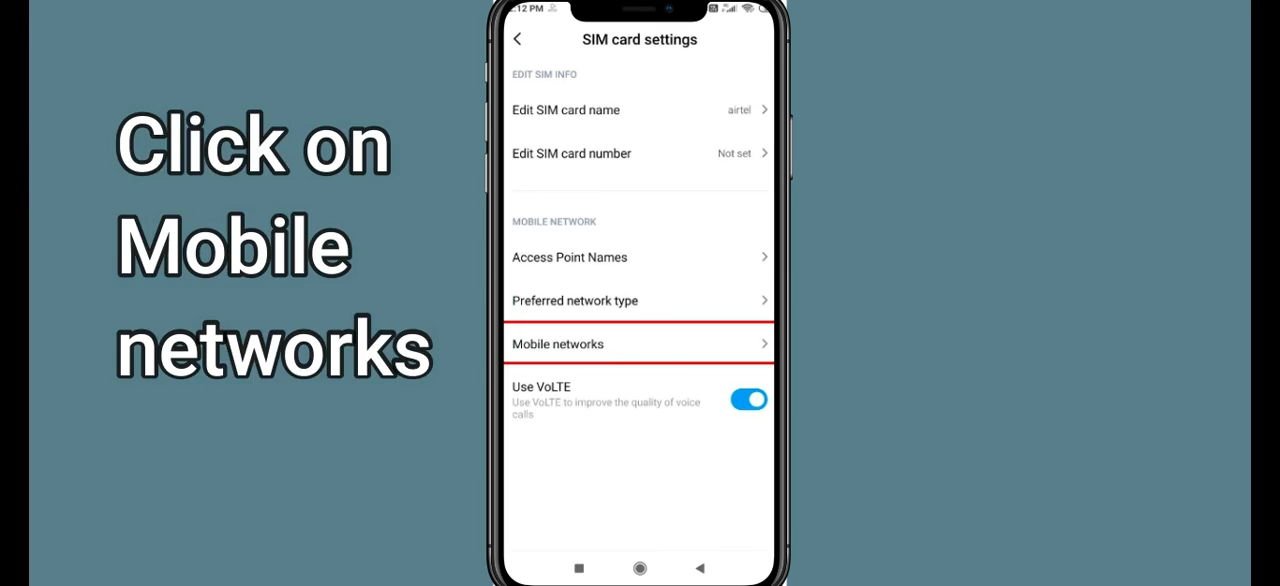 Click on
Mobile
networks
:12 PM
SIM card settings
EDIT SIM INFO
Edit SIM card name
airtel
Edit SIM card number
Not set
MOBILE NETWORK
Access Point Names
Preferred network type
Mobile networks
Use VoLTE
Use VoLTE to improve the quality of voice
calls